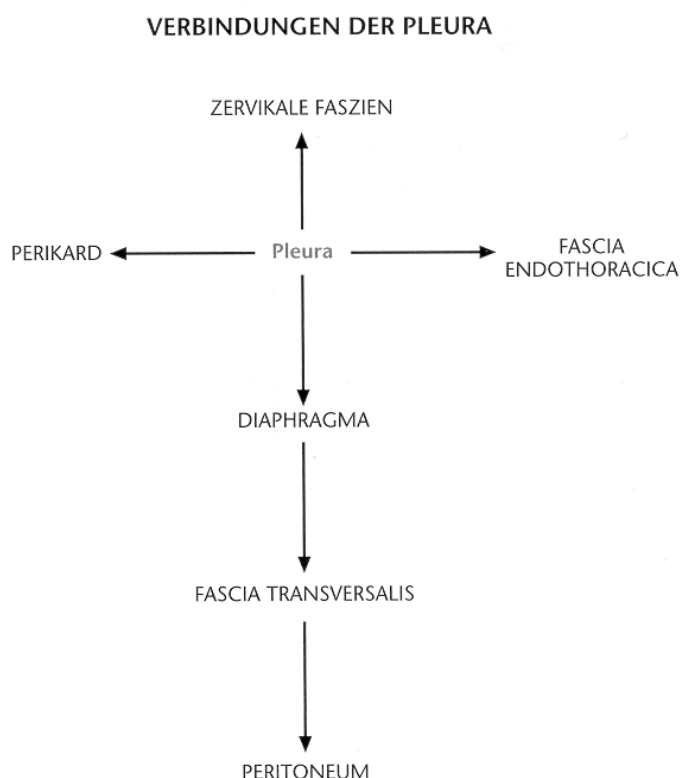 VERBINDUNGEN DER PLEURA
ZERVIKALE FASZIEN
PERIKARD
Pleura
FASCIA
ENDOTHORACICA
DIAPHRAGMA
FASCIA TRANSVERSALIS
PERITONEUM